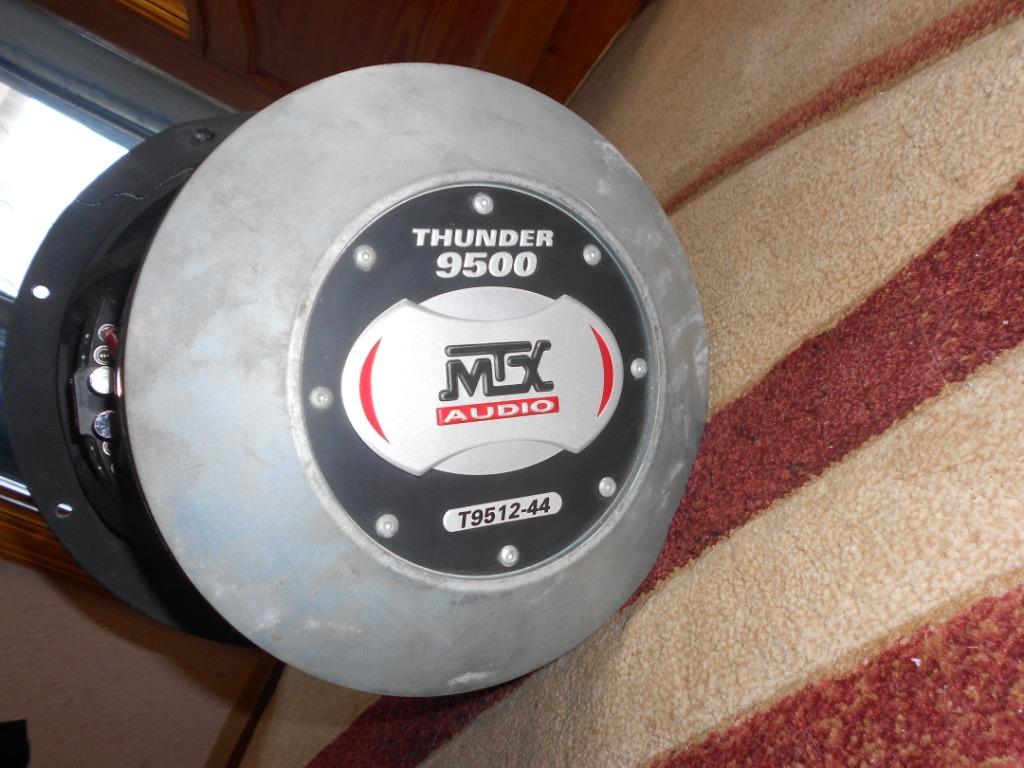 THUNDER
9500
MTX
AUDIO
T9512-44